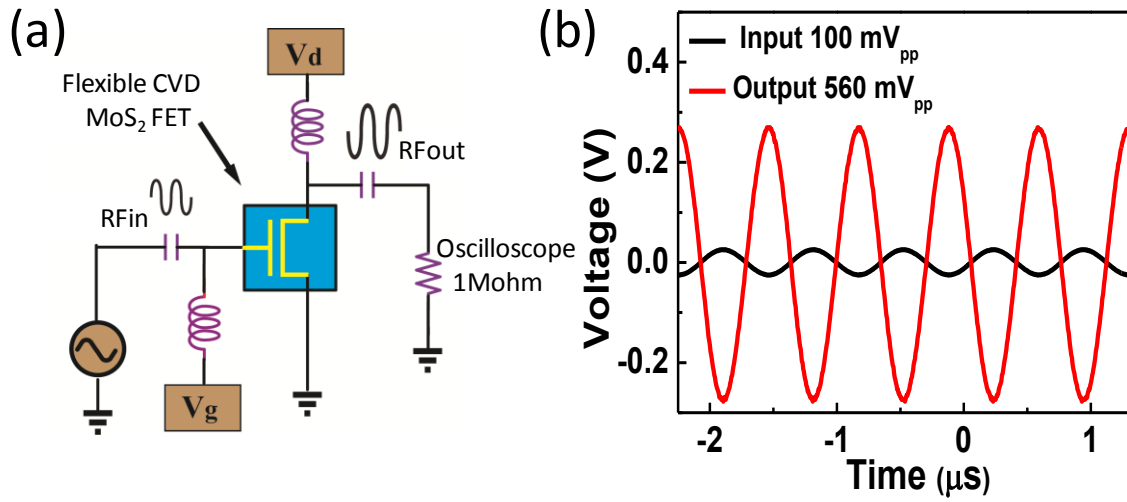 (a)
Vd
Flexible CVD
MoS₂ FET
RFout
RFin
Oscilloscope
1Mohm
Vg
(b)
Input 100 mVpp
Output 560 mVpp
Voltage (V)
0.4
0.2
0.0
-0.2
-2
-1
0
1
Time (μs)